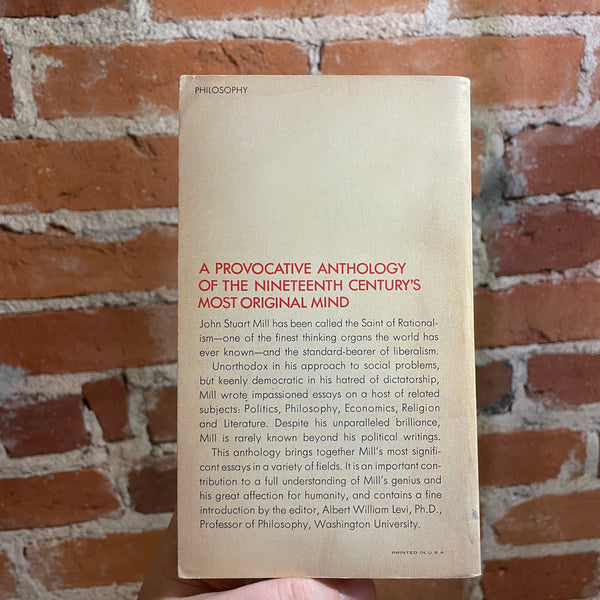 PHILOSOPHY
A PROVOCATIVE ANTHOLOGY
OF THE NINETEENTH CENTURY'S
MOST ORIGINAL MIND
John Stuart Mill has been called the Saint of Rational-
ism—one of the finest thinking organs the world has
ever known—and the standard-bearer of liberalism.
Unorthodox in his approach to social problems,
but keenly democratic in his hatred of dictatorship,
Mill wrote impassioned essays on a host of related
subjects: Politics, Philosophy, Economics, Religion
and Literature. Despite his unparalleled brilliance,
Mill is rarely known beyond his political writings.
This anthology brings together Mill's most signifi-
cant essays in a variety of fields. It is an important con-
tribution to a full understanding of Mill's genius and
his great affection for humanity, and contains a fine
introduction by the editor, Albert William Levi, Ph.D.,
Professor of Philosophy, Washington University.
PRINTED IN U.S.A.